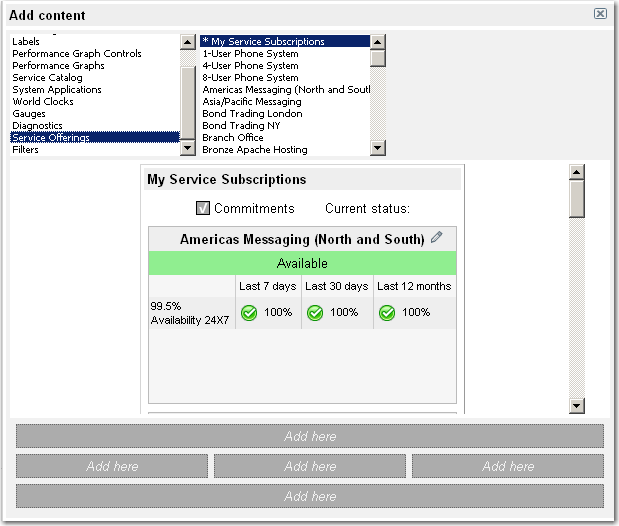 Add content
Labels
Performance Graph Controls
Performance Graphs
Service Catalog
System Applications
World Clocks
Gauges
Diagnostics
Service Offerings
Filters
* My Service Subscriptions
1-User Phone System
4-User Phone System
8-User Phone System
Americas Messaging (North and Sout
Asia/Pacific Messaging
Bond Trading London
Bond Trading NY
Branch Office
Bronze Apache Hosting
My Service Subscriptions
Commitments Current status:
Americas Messaging (North and South)
Available
Last 7 days Last 30 days Last 12 months
99.5%
Availability 24X7 100% 100% 100%
Add here
Add here Add here Add here
Add here